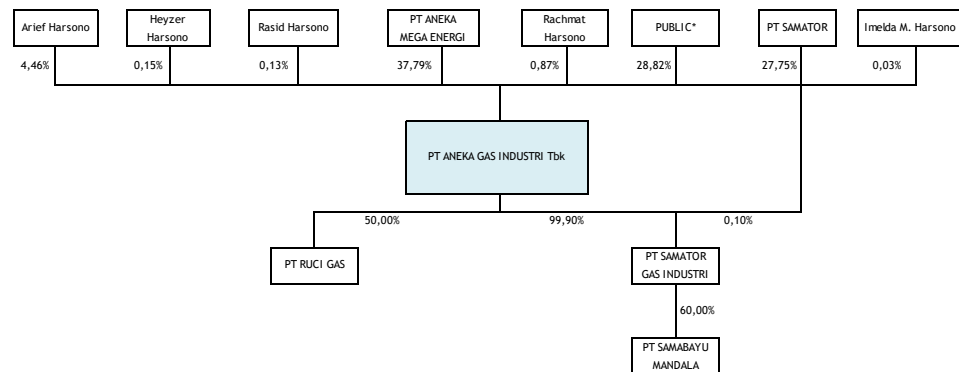 Arief Harsono
Heyzer
Harsono
Rasid Harsono
PT ANEKA
MEGA ENERGI
Rachmat
Harsono
PUBLIC*
PT SAMATOR
Imelda M. Harsono
4,46%
0,15%
0,13%
37,79%
0,87%
28,82%
27,75%
0,03%
PT ANEKA GAS INDUSTRI Tbk
50,00%
99,90%
0,10%
PT RUCI GAS
PT SAMATOR
GAS INDUSTRI
60,00%
PT SAMABAYU
MANDALA